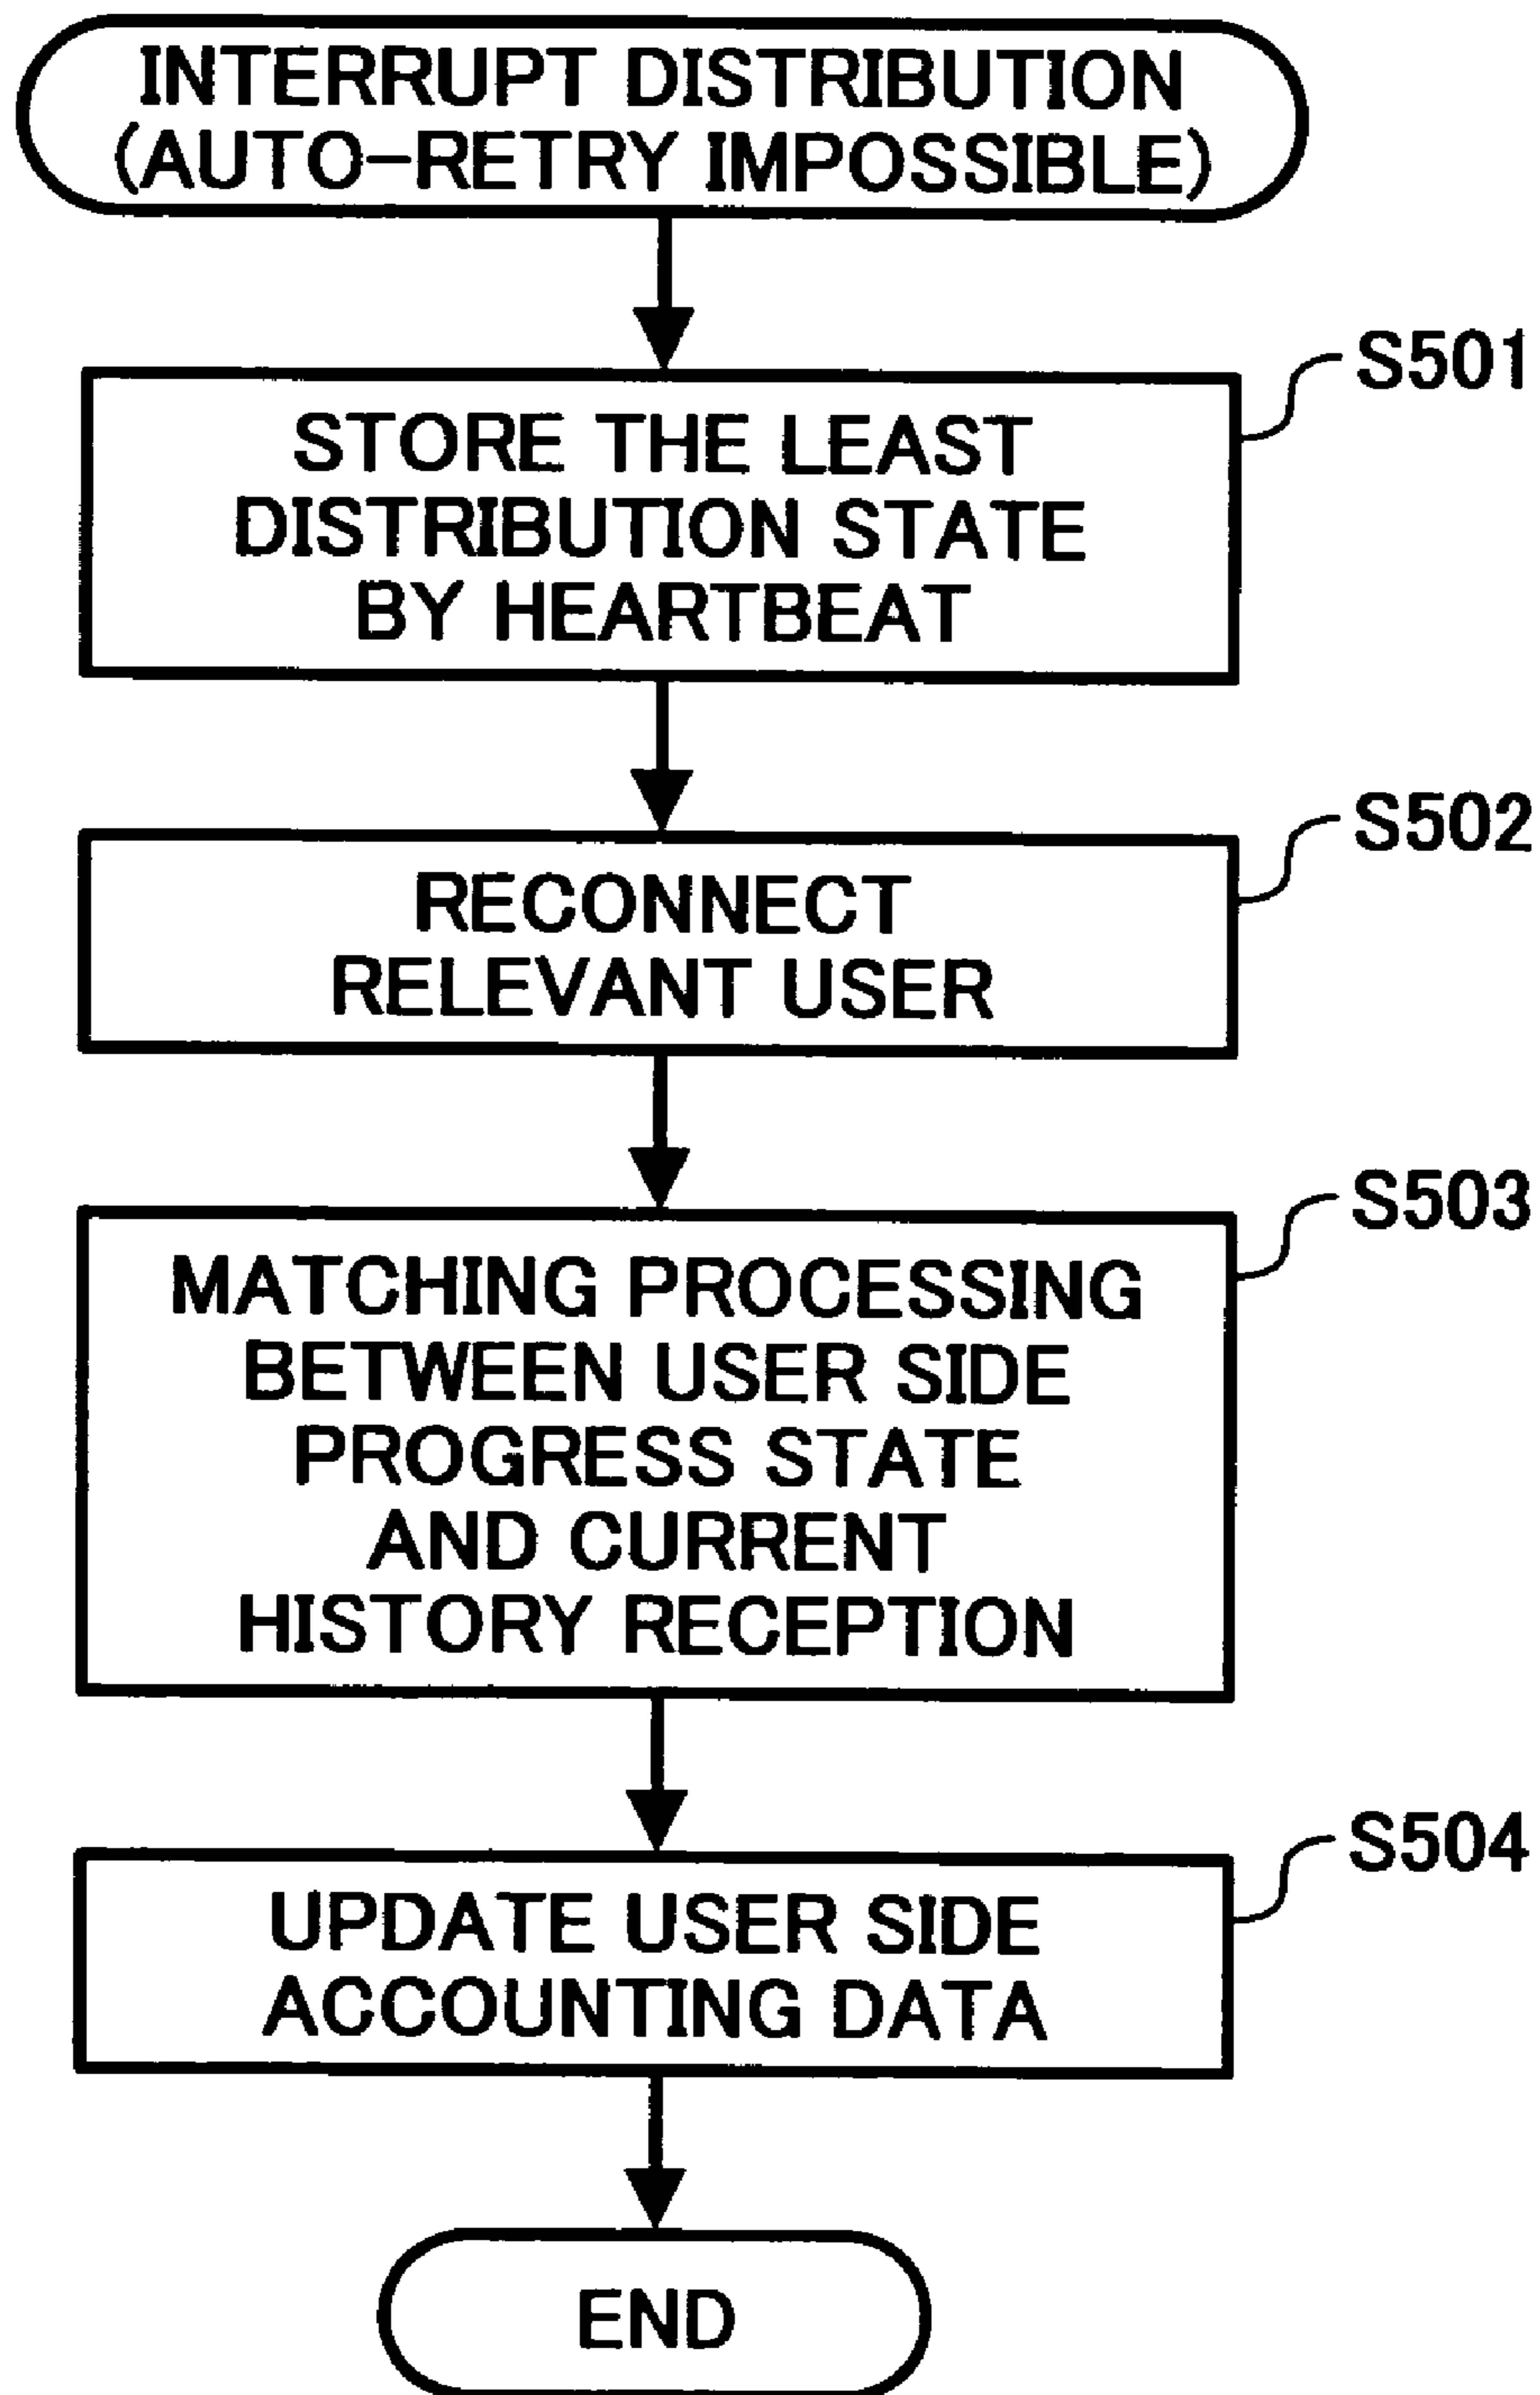 INTERRUPT DISTRIBUTION
(AUTO-RETRY IMPOSSIBLE)
S501
STORE THE LEAST
DISTRIBUTION STATE
BY HEARTBEAT
S502
RECONNECT
RELEVANT USER
S503
MATCHING PROCESSING
BETWEEN USER SIDE
PROGRESS STATE
AND CURRENT
HISTORY RECEPTION
S504
UPDATE USER SIDE
ACCOUNTING DATA
END